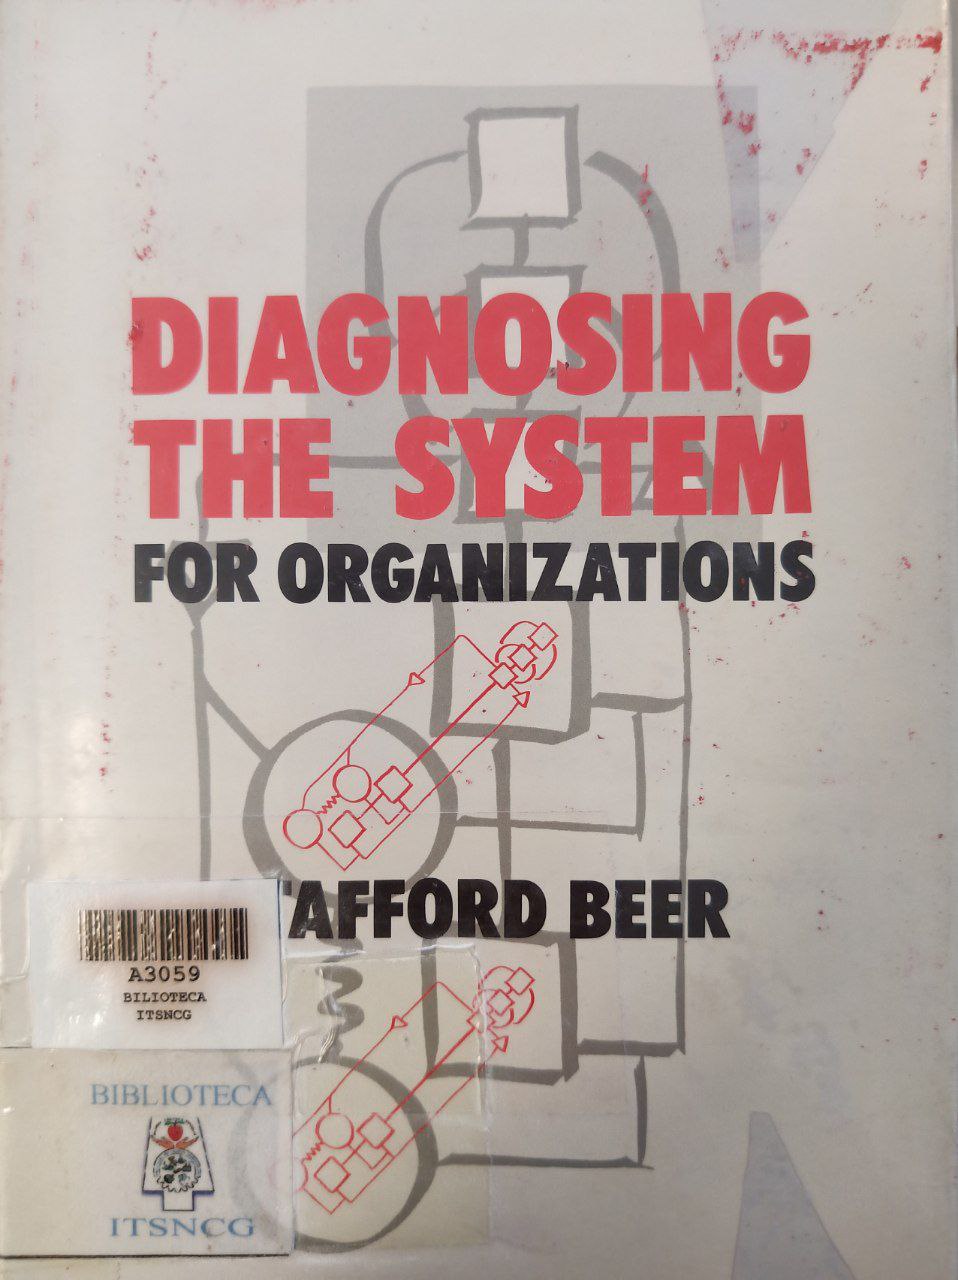 DIAGNOSING
THE SYSTEM
FOR ORGANIZATIONS
TAFFORD BEER
A3059
BILIOTECA
ITSNCG
BIBLIOTECA
ITSNCG